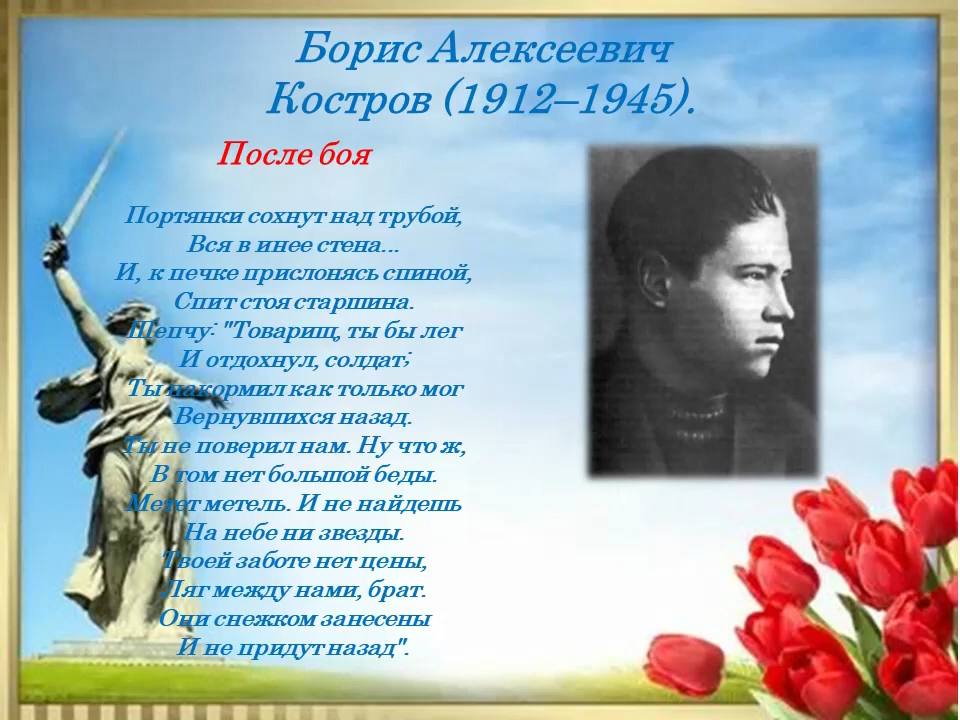 Борис Алексеевич
Костров (1912–1945).
После боя
Портянки сохнут над трубой,
Вся в инее стена...
И, к печке прислонясь спиной,
Спит стоя старшина.
Шепчу: "Товарищ, ты бы лег
И отдохнул, солдат;
Ты накормил как только мог
Вернувшихся назад.
Ты не поверил нам. Ну что ж,
В том нет большой беды.
Метет метель. И не найдешь
На небе ни звезды.
Твоей заботе нет цены,
Ляг между нами, брат.
Они снежком занесены
И не придут назад".